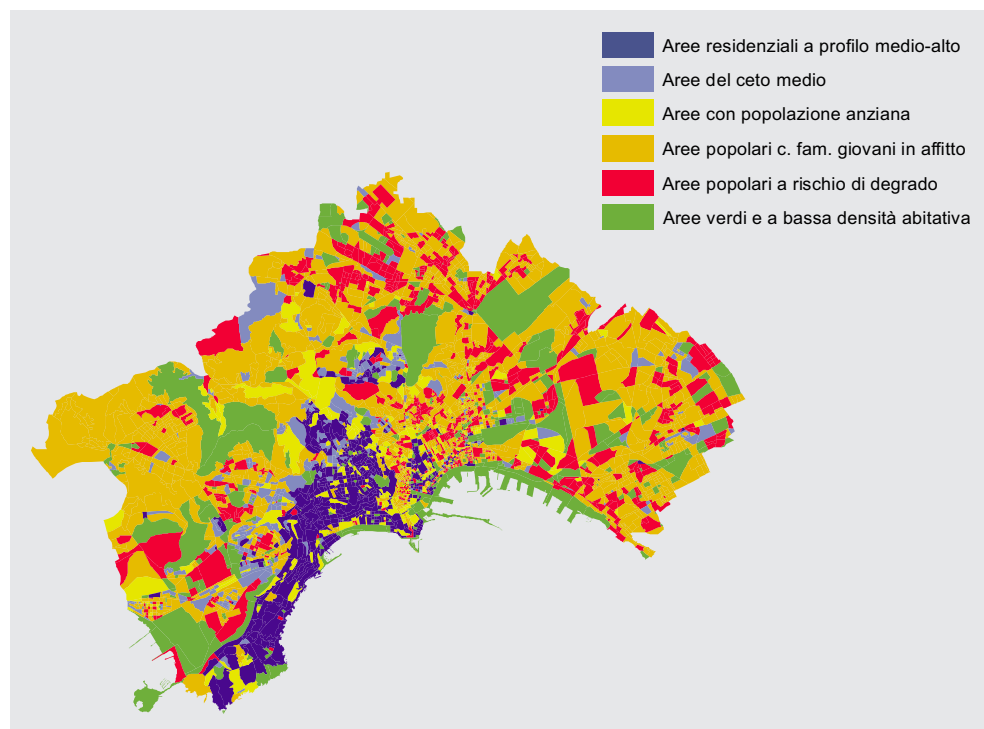 Aree residenziali a profilo medio-alto
Aree del ceto medio
Aree con popolazione anziana
Aree popolari c. fam. giovani in affitto
Aree popolari a rischio di degrado
Aree verdi e a bassa densità abitativa